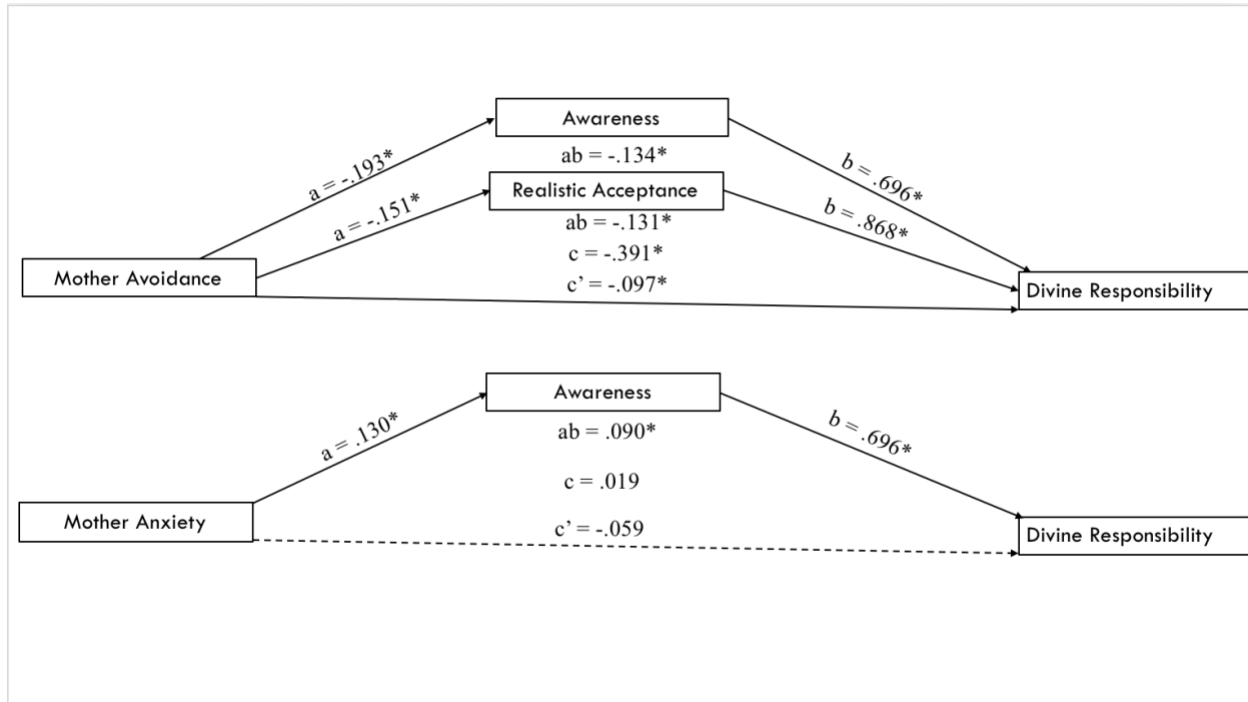 Awareness
ab = -.134*
a = -.193*
b = .696*
Realistic Acceptance
a = -.151*
b = .868*
ab = -.131*
c = -.391*
c’ = -.097*
Mother Avoidance
Divine Responsibility
Awareness
a = .130*
ab = .090*
b = .696*
c = .019
Mother Anxiety
c’ = -.059
Divine Responsibility